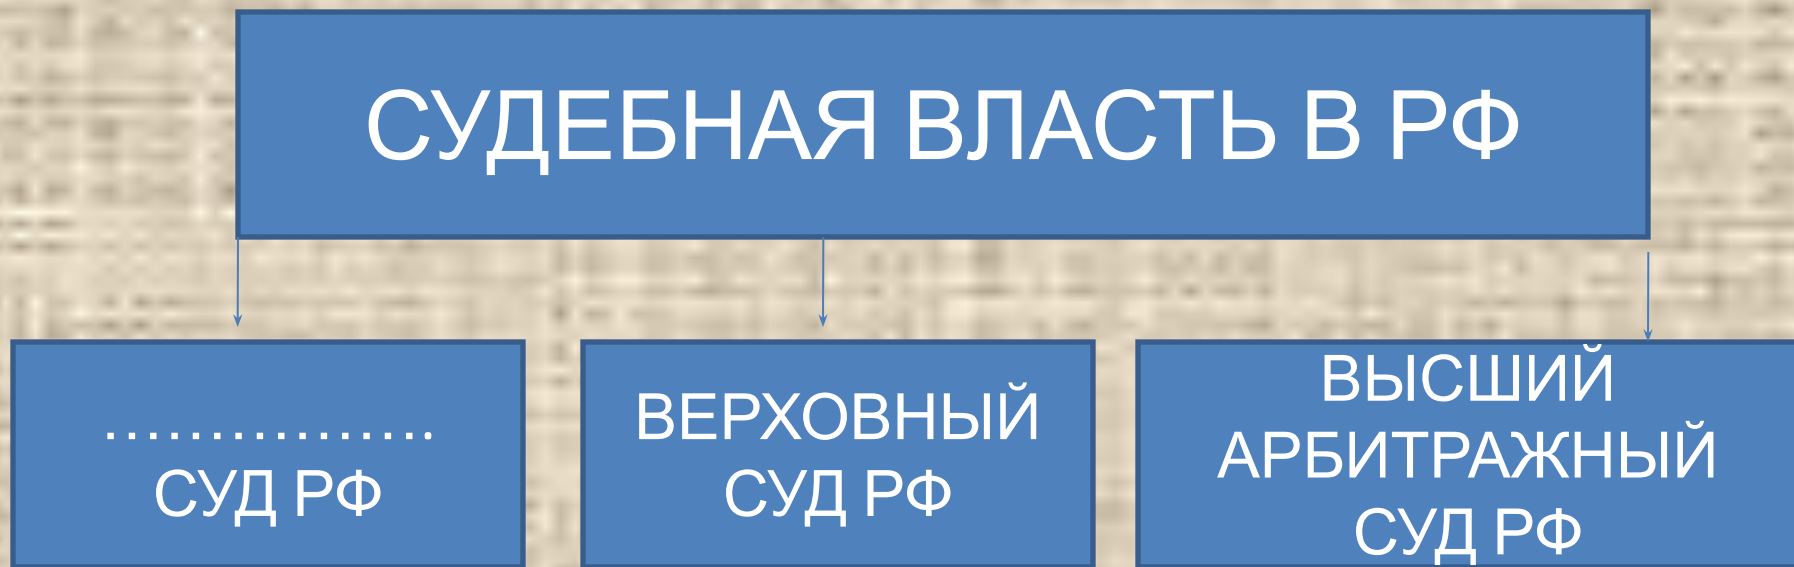 СУДЕБНАЯ ВЛАСТЬ В РФ
................
СУД РФ
ВЕРХОВНЫЙ
СУД РФ
ВЫСШИЙ
АРБИТРАЖНЫЙ
СУД РФ